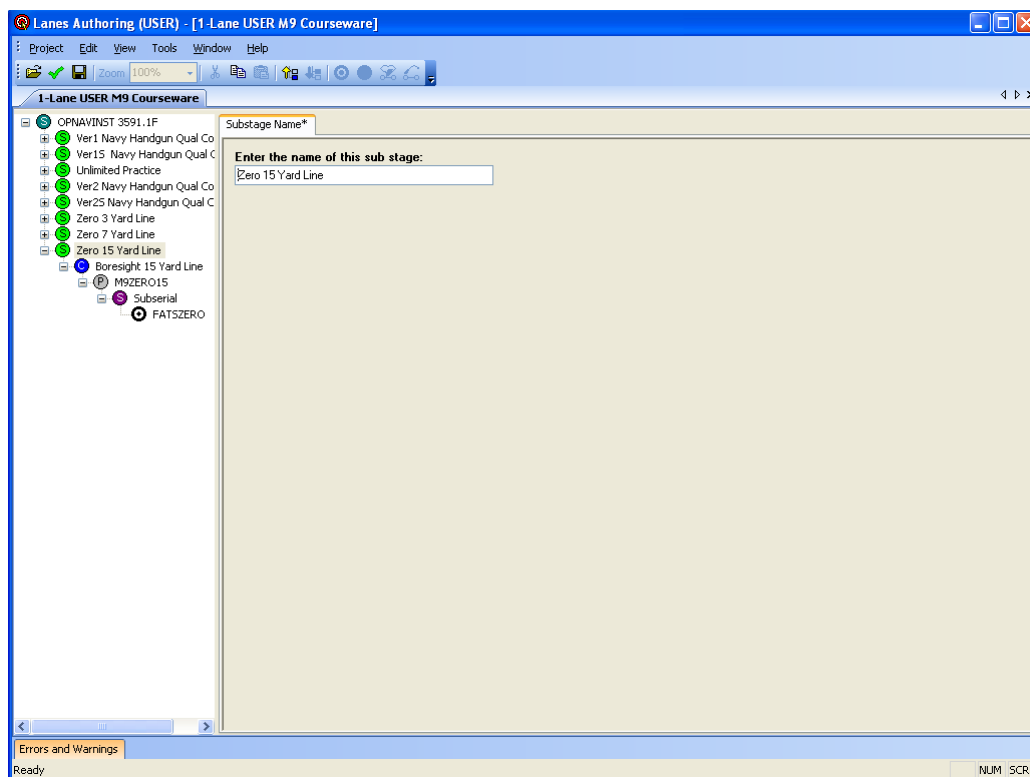 Lanes Authoring (USER) - [1-Lane USER M9 Courseware]
Project Edit View Tools Window Help
Zoom 100%
1-Lane USER M9 Courseware
S OPNAVINST 3591.1F
S Ver1 Navy Handgun Qual Co
S Ver1S Navy Handgun Qual C
S Unlimited Practice
S Ver2 Navy Handgun Qual Co
S Ver2S Navy Handgun Qual C
S Zero 3 Yard Line
S Zero 7 Yard Line
S Zero 15 Yard Line
C Boresight 15 Yard Line
P M9ZERO15
S Subserial
FATSZERO
Substage Name*
Enter the name of this sub stage:
Zero 15 Yard Line
Errors and Warnings
Ready NUM SCR